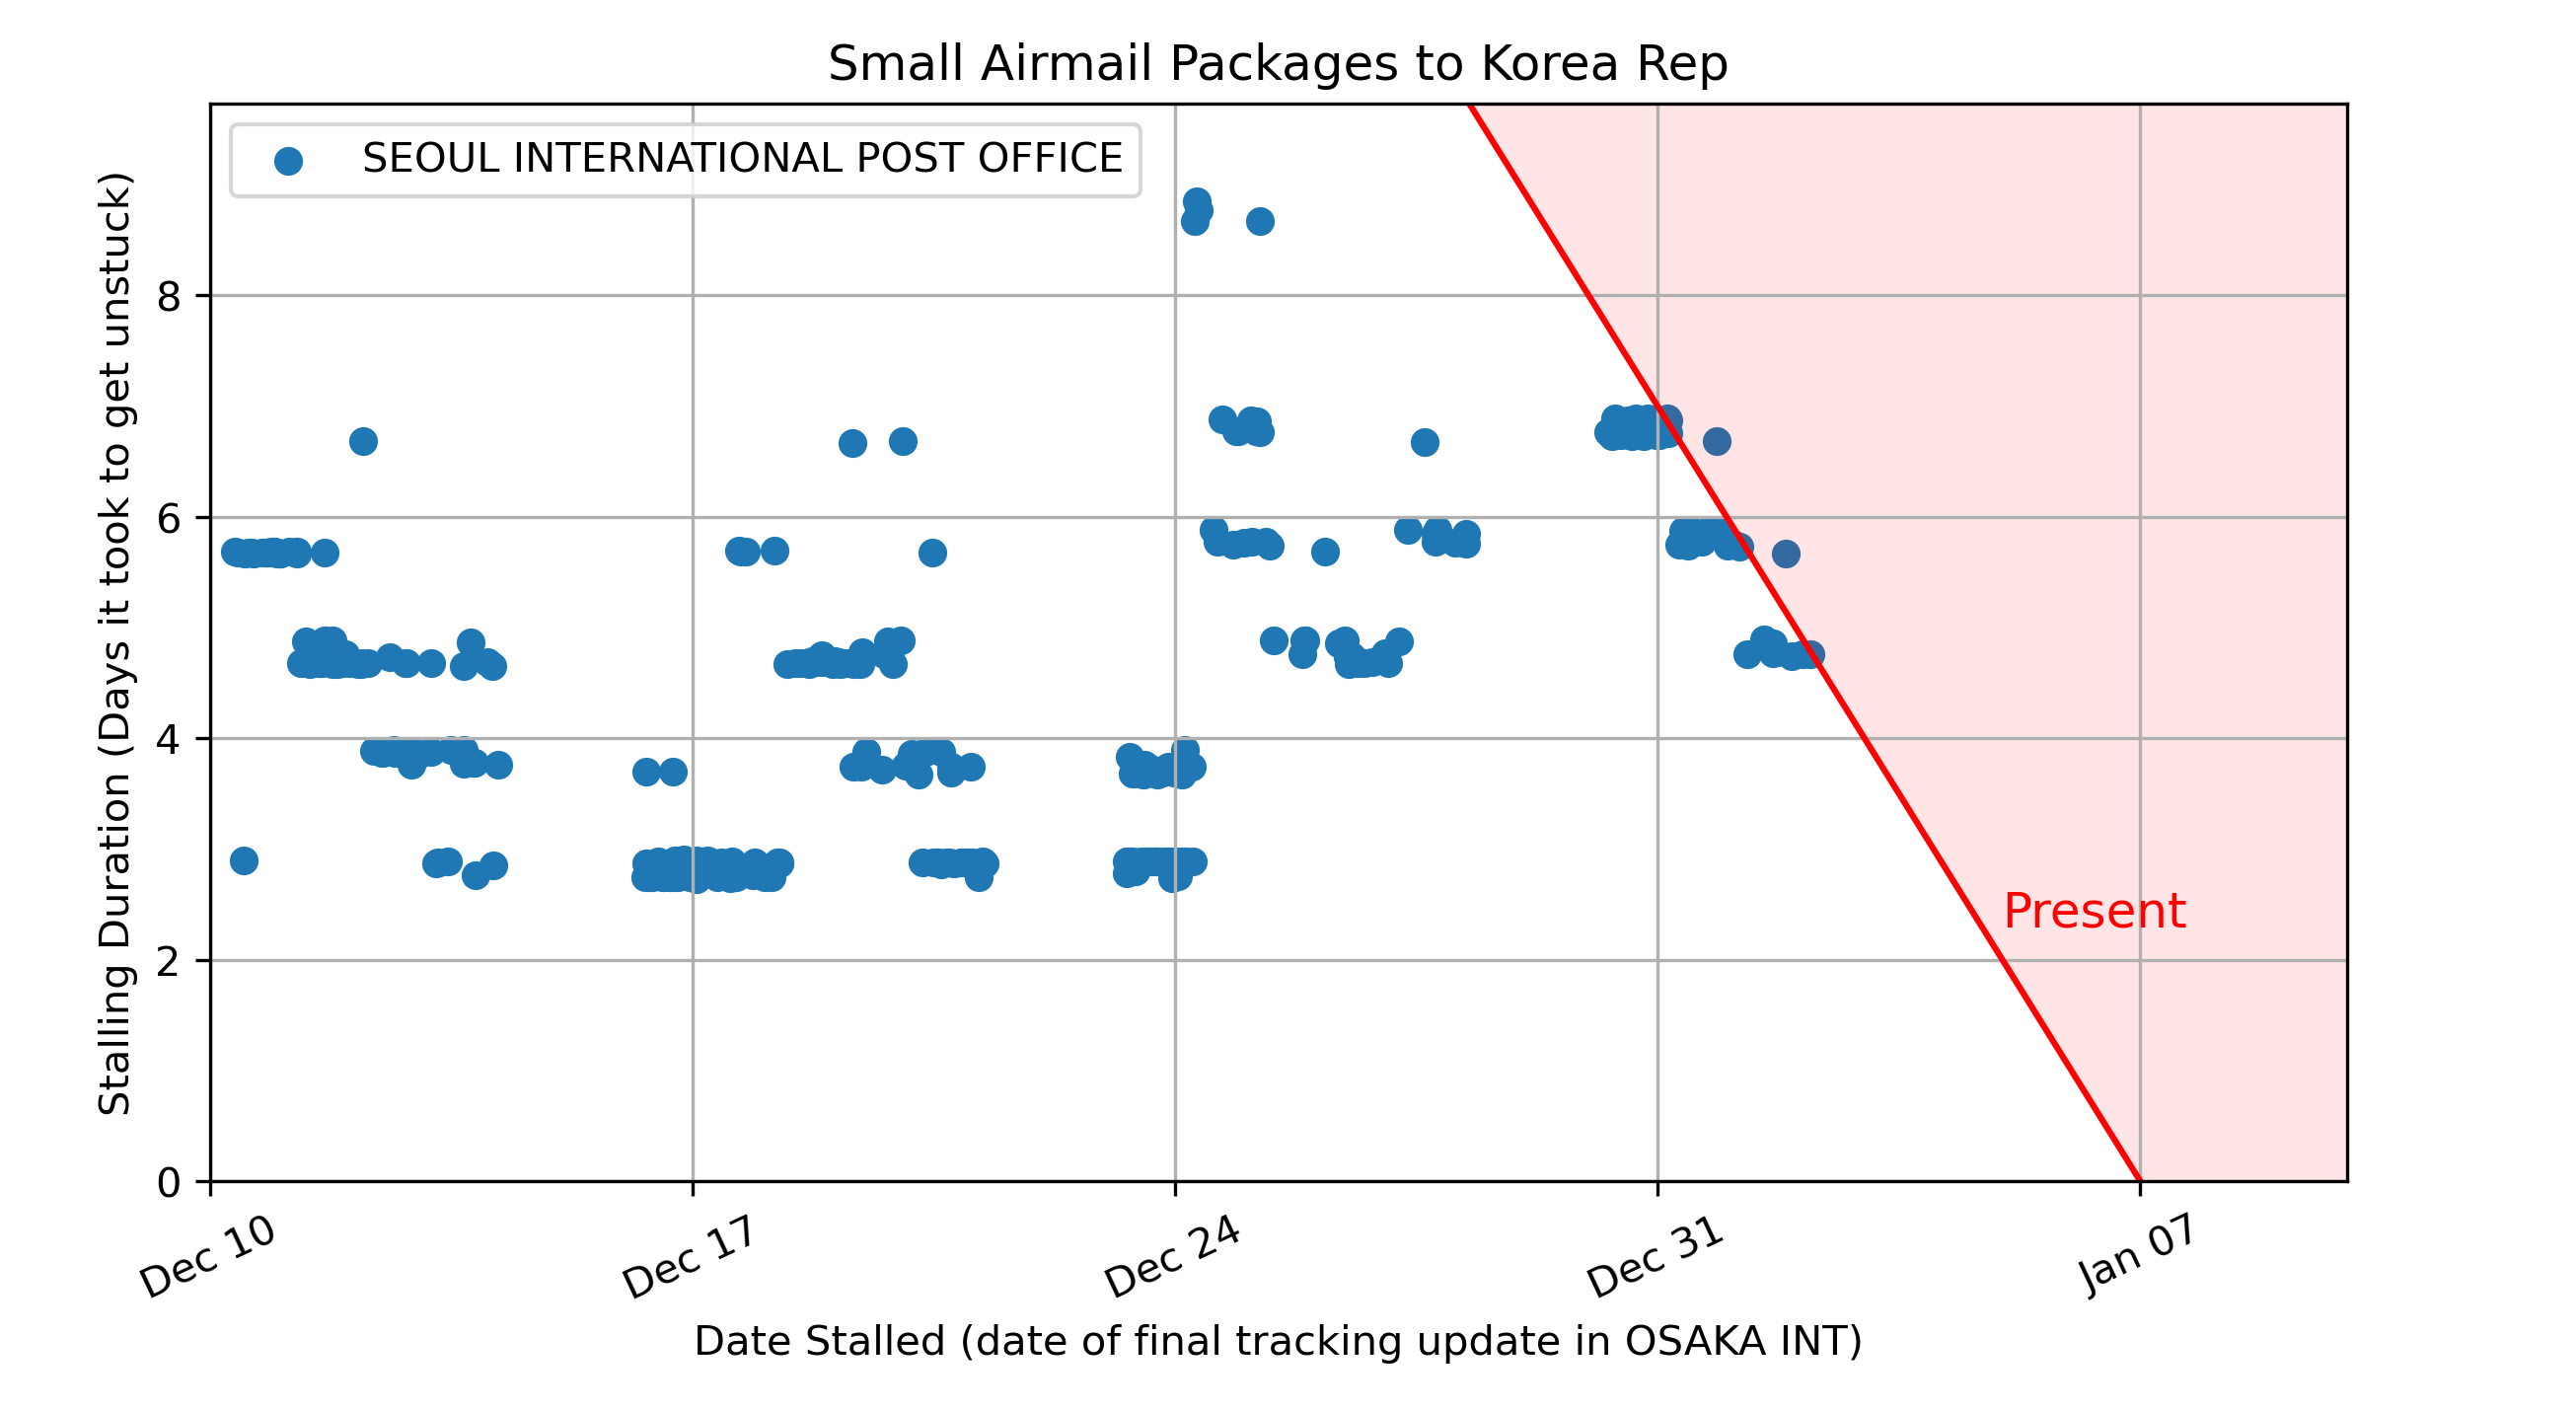 Small Airmail Packages to Korea Rep
SEOUL INTERNATIONAL POST OFFICE
Stalling Duration (Days it took to get unstuck)
8
6
4
2
0
Present
Dec 10
Dec 17
Dec 24
Dec 31
Jan 07
Date Stalled (date of final tracking update in OSAKA INT)